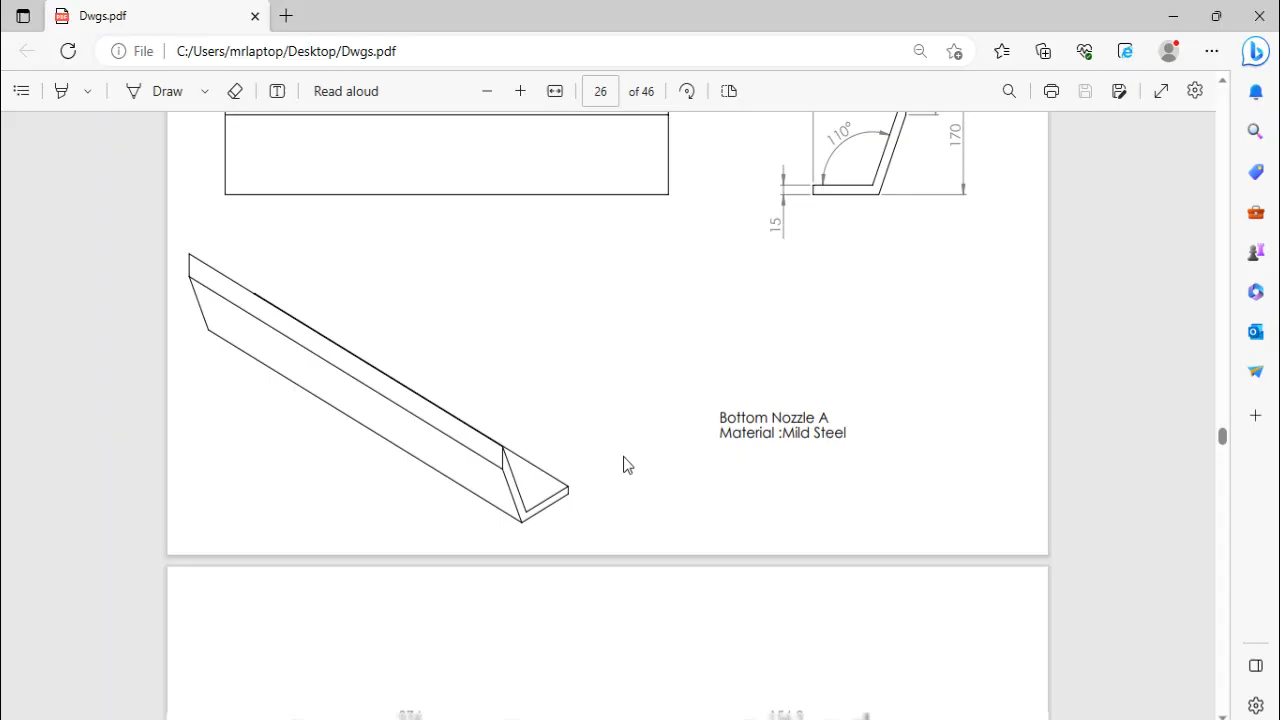 Dwgs.pdf
File
C:/Users/mrlaptop/Desktop/Dwgs.pdf
Draw
Read aloud
26
of 46
110°
170
15
Bottom Nozzle A
Material :Mild Steel